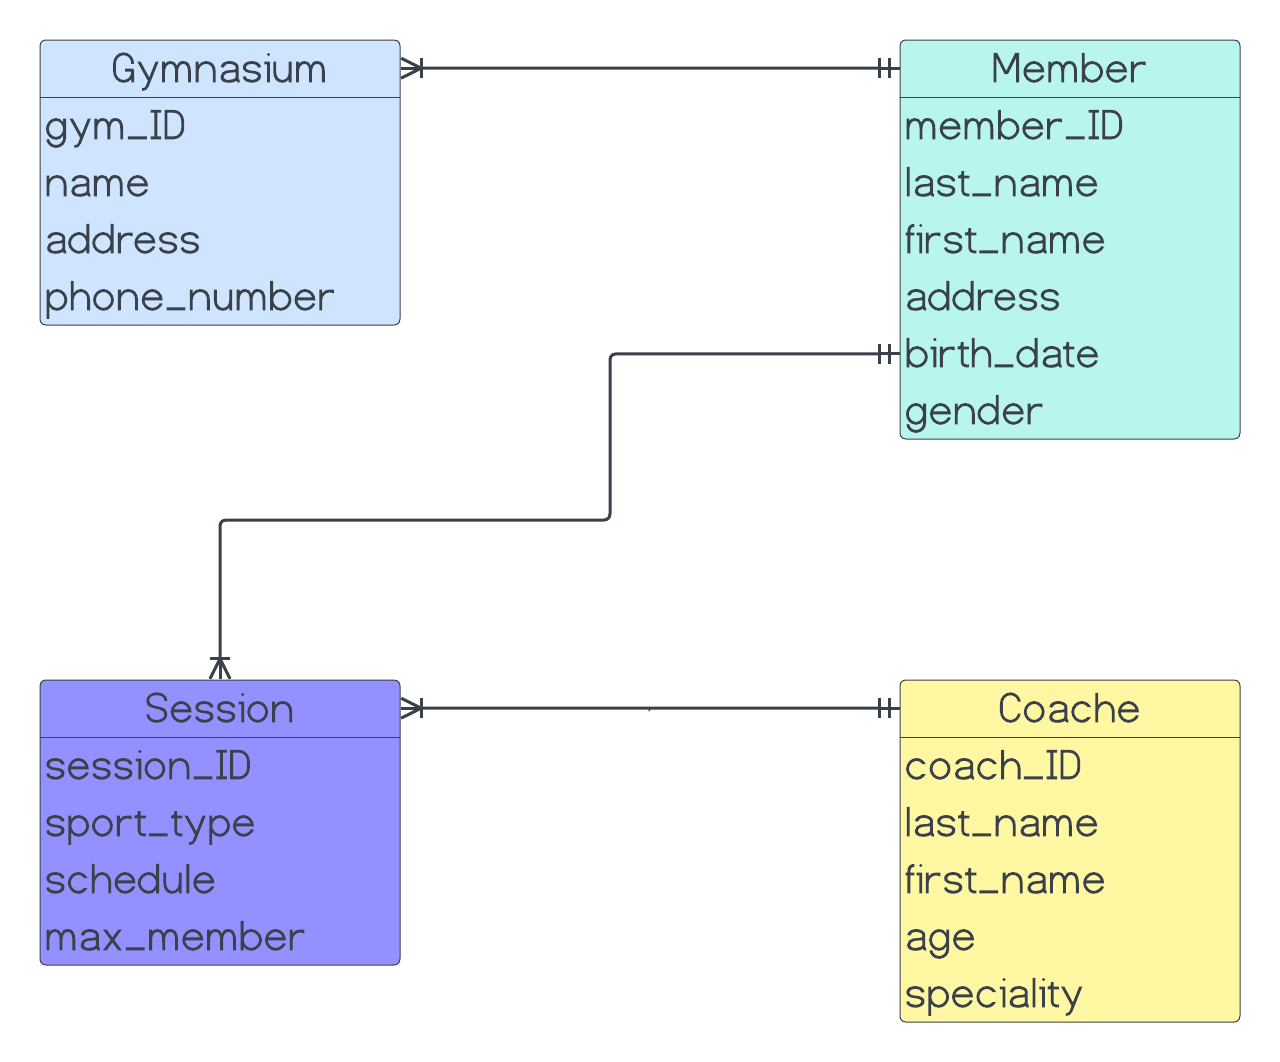 Gymnasium
gym_ID
name
address
phone_number
Member
member_ID
last_name
first_name
address
birth_date
gender
Session
session_ID
sport_type
schedule
max_member
Coache
coach_ID
last_name
first_name
age
speciality